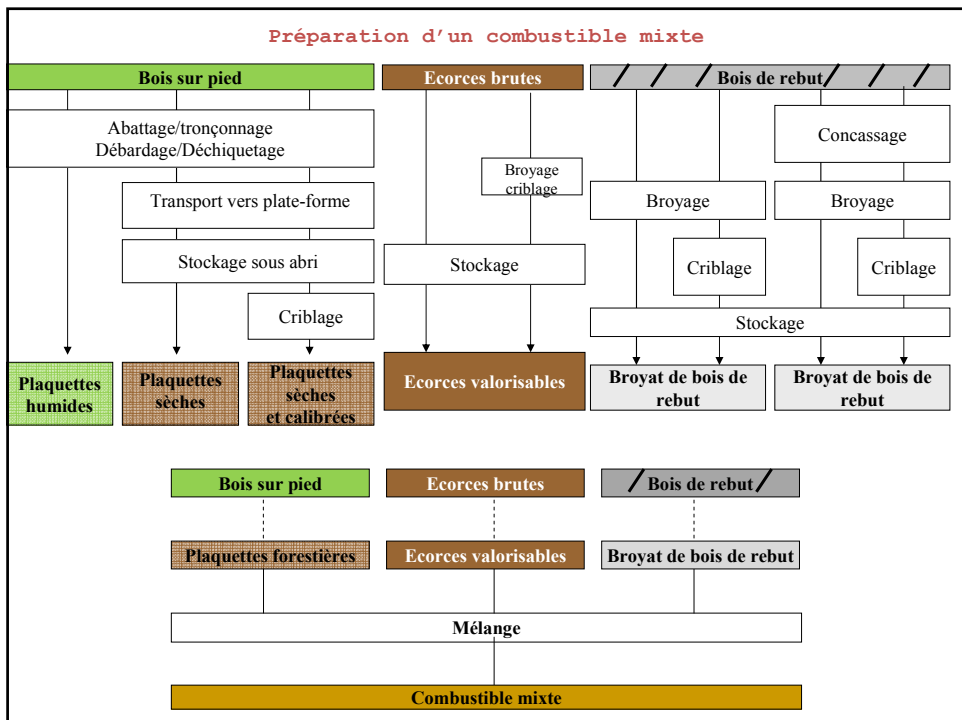 Préparation d'un combustible mixte
Bois sur pied
Ecorces brutes
Bois de rebut
Abattage/tronçonnage
Débardage/Déchiquetage
Concassage
Broyage
criblage
Transport vers plate-forme
Broyage
Broyage
Stockage sous abri
Stockage
Criblage
Criblage
Criblage
Stockage
Plaquettes
humides
Plaquettes
sèches
Plaquettes
sèches
et calibrées
Ecorces valorisables
Broyat de bois de
rebut
Broyat de bois de
rebut
Bois sur pied
Ecorces brutes
Bois de rebut
Plaquettes forestières
Ecorces valorisables
Broyat de bois de rebut
Mélange
Combustible mixte